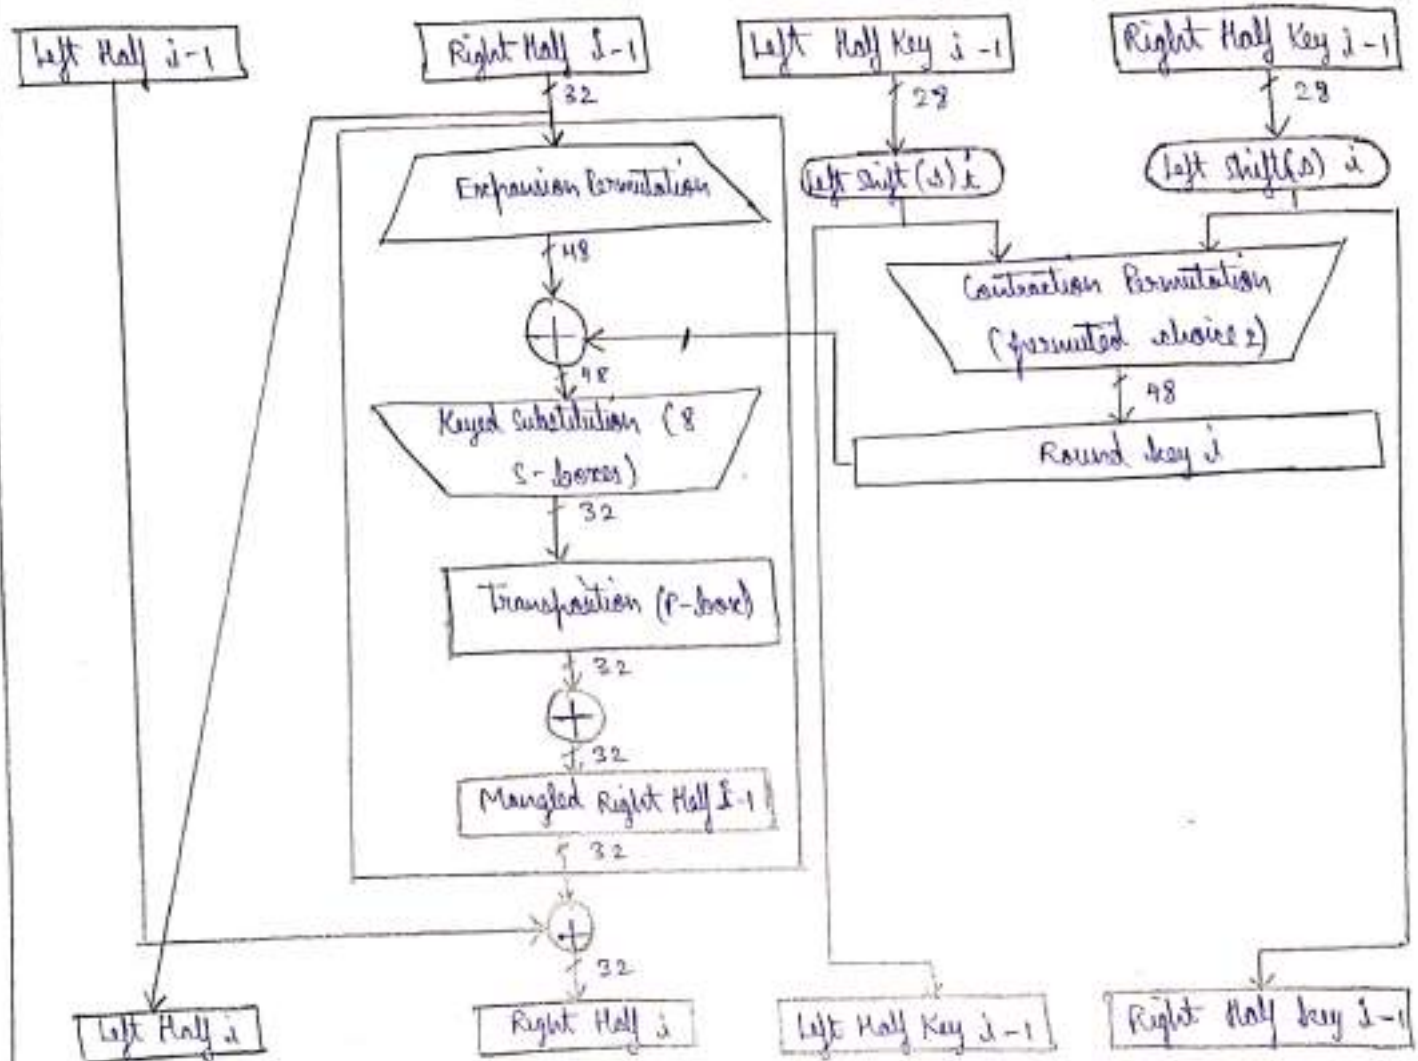 Left Half i-1
Right Half i-1
Left Half Key i-1
Right Half Key i-1
32
28
28
Expansion Permutation
Left Shift(s) i
Left Shift(s) i
48
Contraction Permutation
(permuted choice 2)
48
48
Keyed Substitution (8
S-boxes)
Round key i
32
Transposition (P-box)
32
32
Mangled Right Half i-1
32
32
Left Half i
Right Half i
Left Half Key i-1
Right Half key i-1